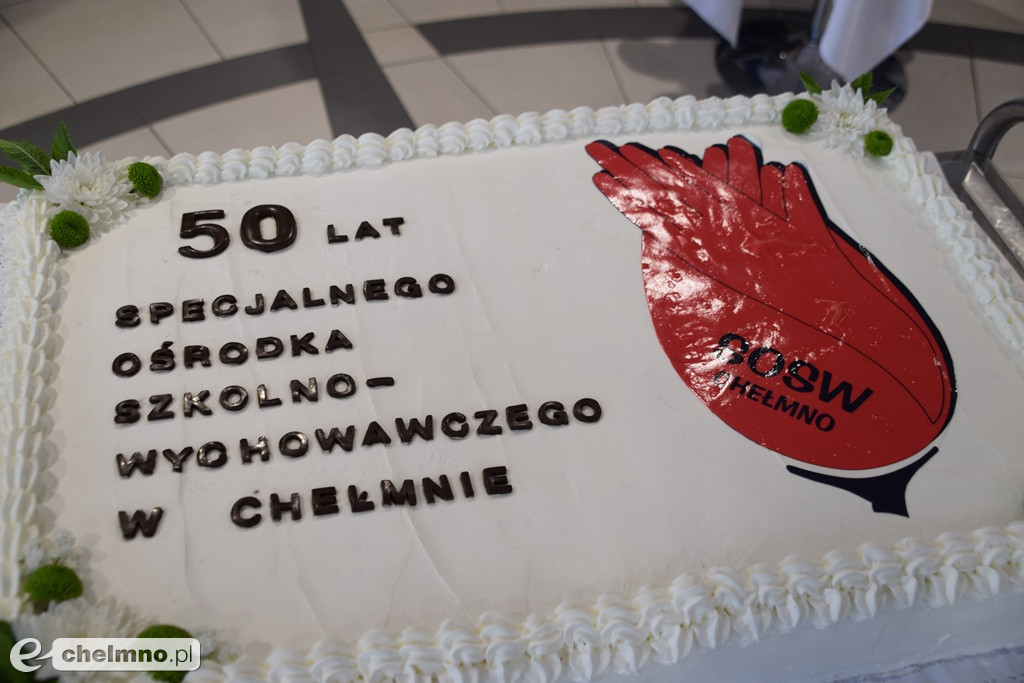 50 LAT
SPECJALNEGO
OŚRODKA
SZKOLNO-
WYCHOWAWCZEGO
W CHEŁMNIE
SOSW
CHEŁMNO
e chelmno.pl